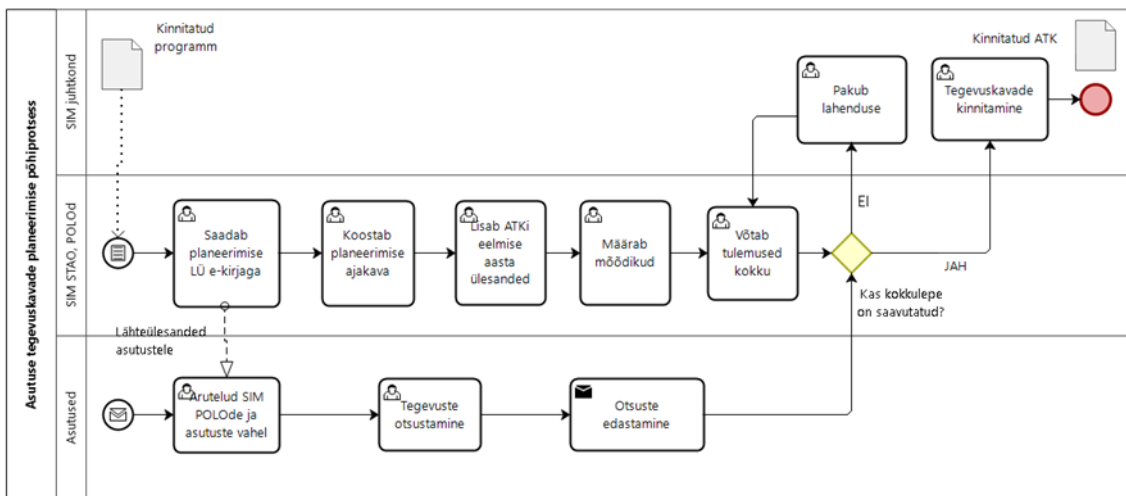 Asutuse tegevuskavade planeerimise põhiprotsess
SIM juhtkond
Kinnitatud
programm
Pakub
lahenduse
Tegevuskavade
kinnitamine
Kinnitatud ATK
SIM STAO, POLOd
Saadab
planeerimise
LÜ e-kirjaga
Koostab
planeerimise
ajakava
Lisab ATKi
eelmise
aasta
ülesanded
Määrab
mõõdikud
Võtab
tulemused
kokku
EI
JAH
Kas kokkulepe
on saavutatud?
Lähteülesanded
asutustele
Asutused
Arutelud SIM
POLOde ja
asutuste vahel
Tegevuste
otsustamine
Otsuste
edastamine